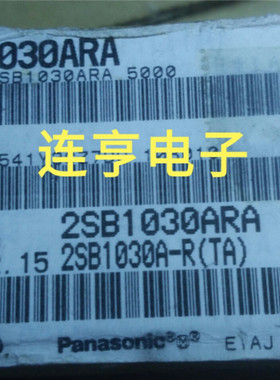 030ARA
SB1030ARA 5000
连亨电子
2SB1030ARA
.15 2SB1030A-R(TA)
Panasonic EIAJ